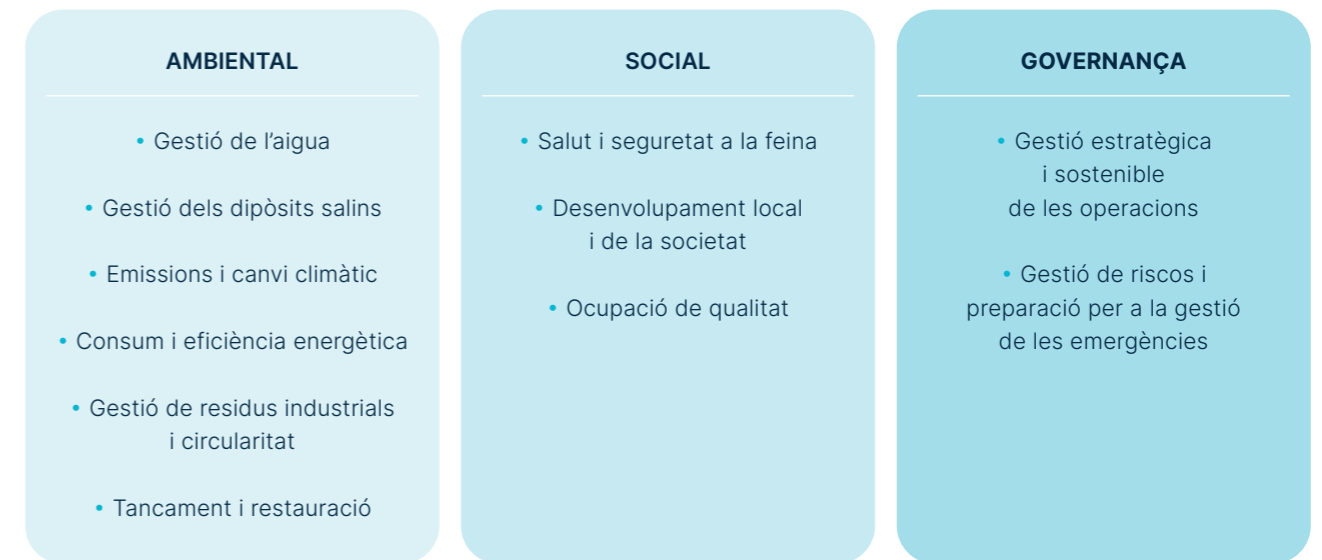 AMBIENTAL
• Gestió de l’aigua
• Gestió dels dipòsits salins
• Emissions i canvi climàtic
• Consum i eficiència energètica
• Gestió de residus industrials
i circularitat
• Tancament i restauració
SOCIAL
• Salut i seguretat a la feina
• Desenvolupament local
i de la societat
• Ocupació de qualitat
GOVERNANÇA
• Gestió estratègica
i sostenible
de les operacions
• Gestió de riscos i
preparació per a la gestió
de les emergències